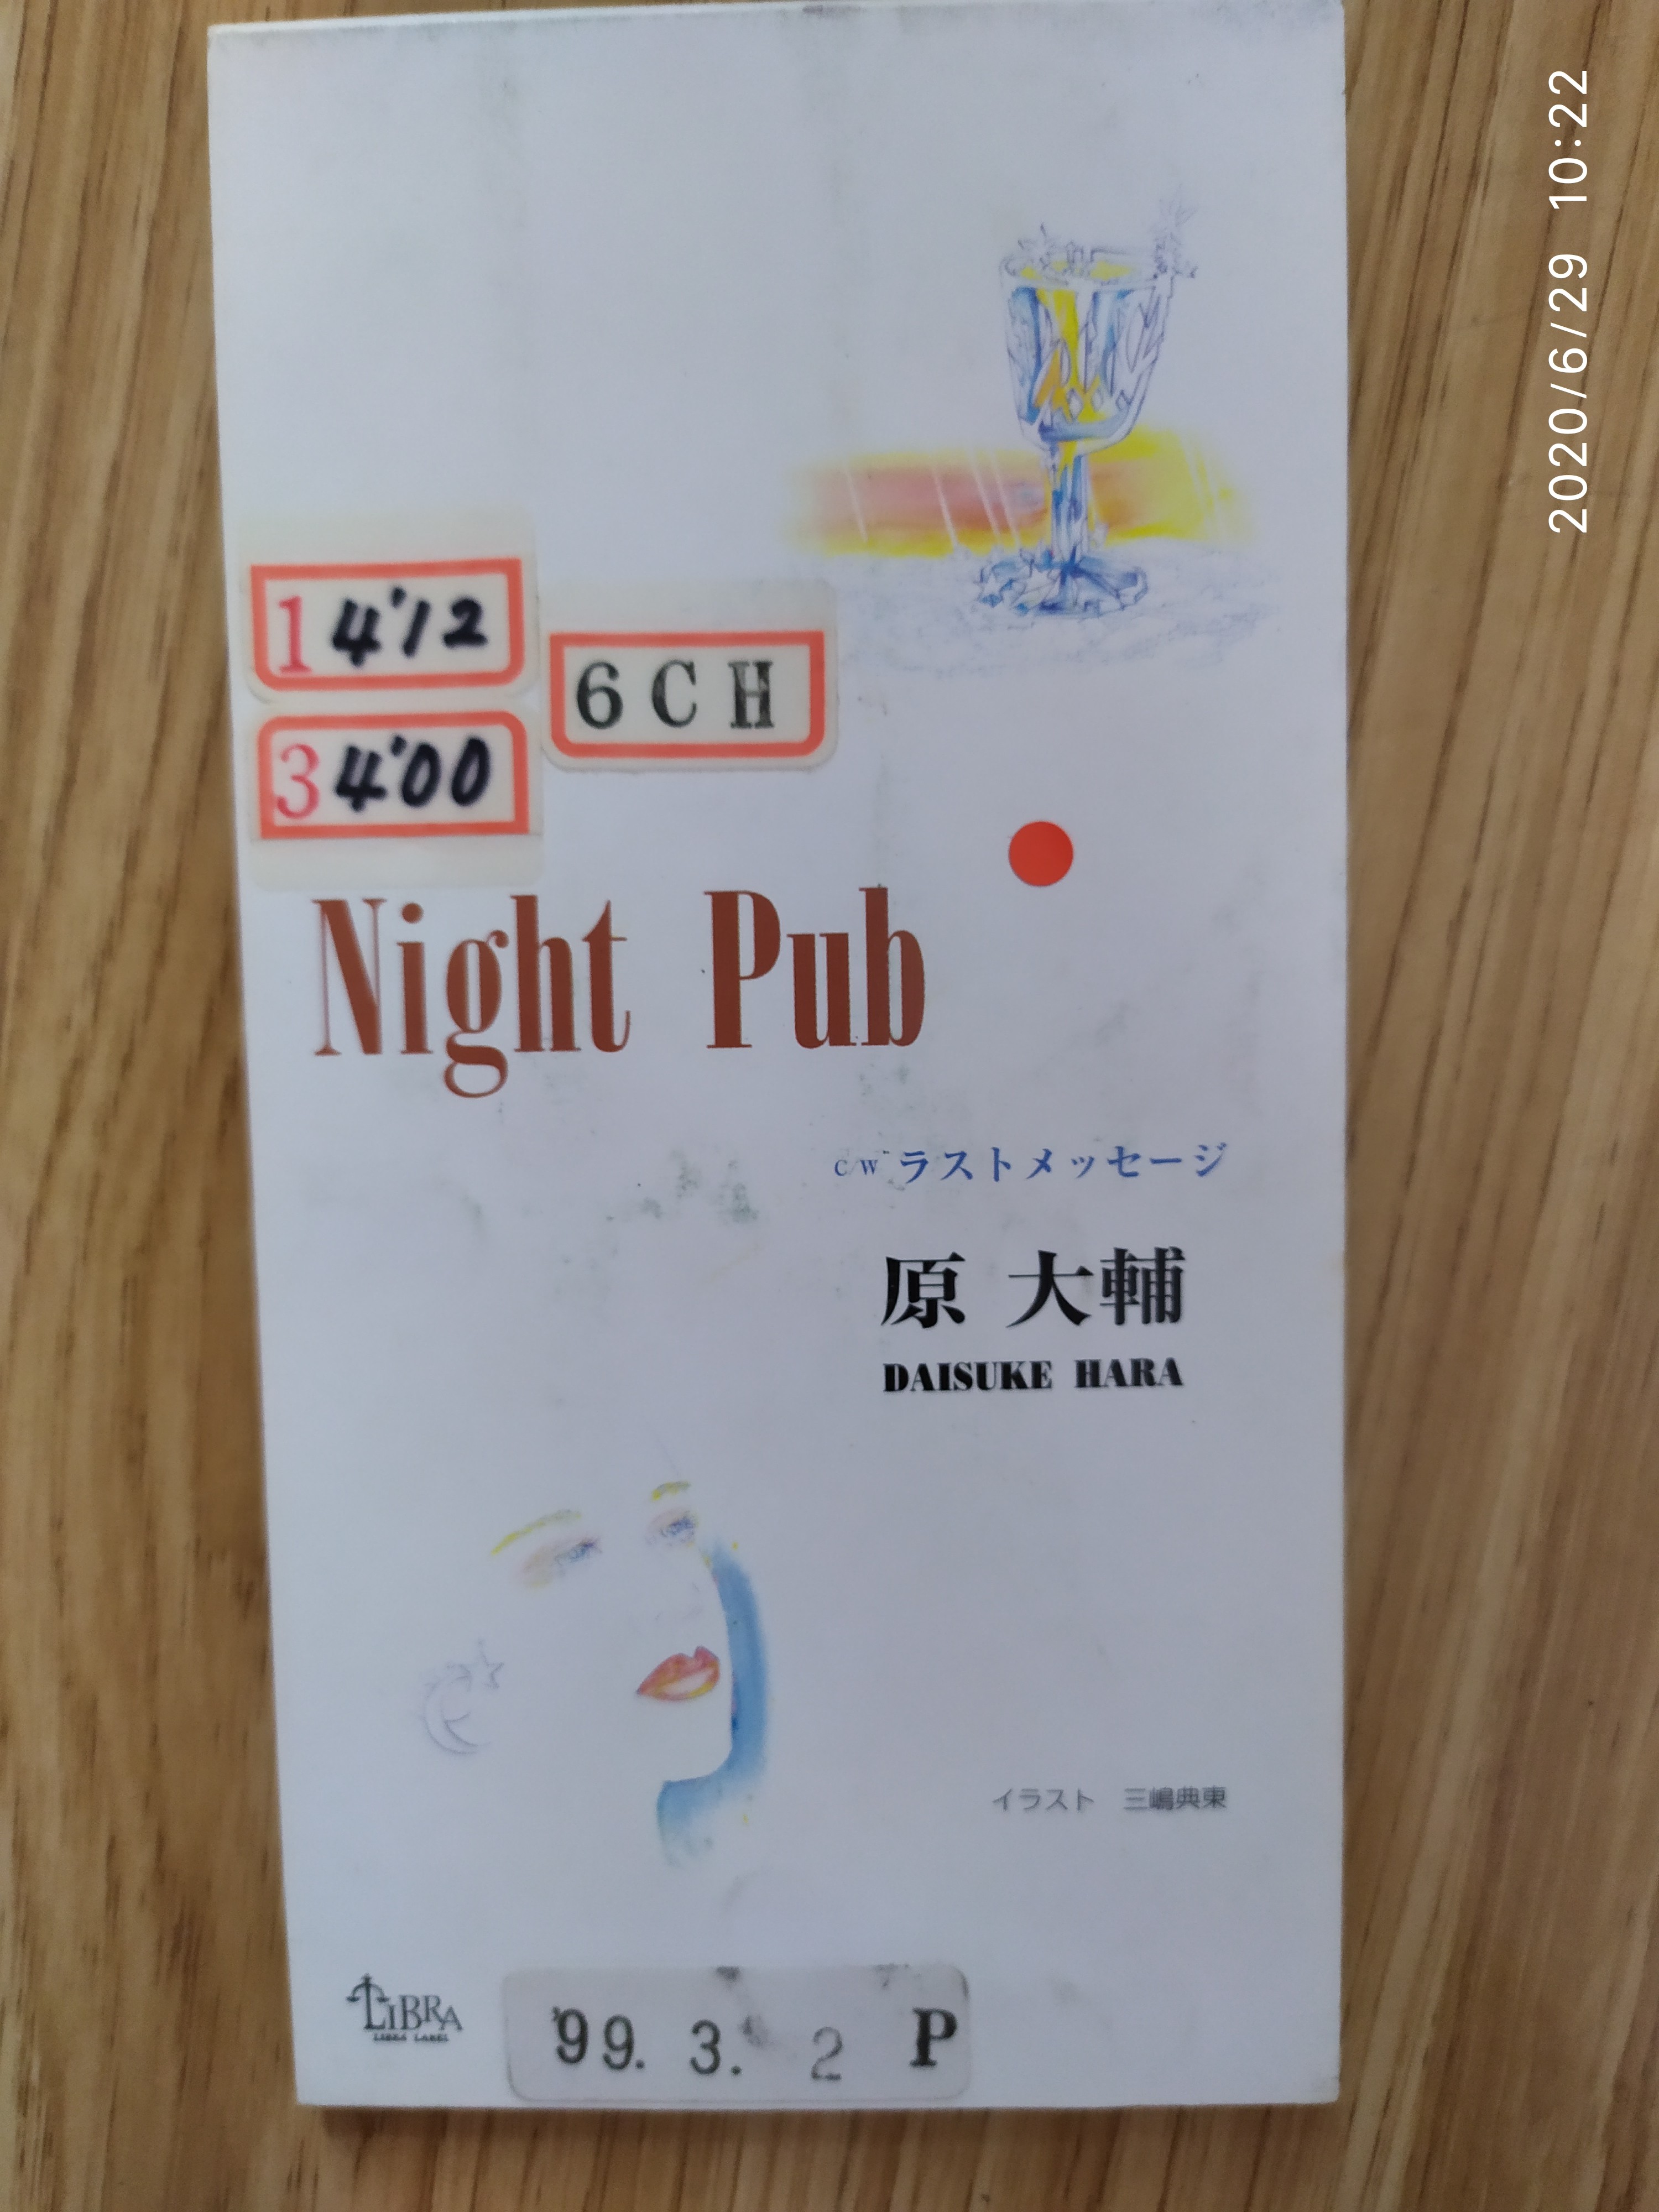 2020/6/29 10:22
1 4'12
6CH
3 4'00
Night Pub
c/w ラストメッセージ
原 大輔
DAISUKE HARA
イラスト 三嶋典東
LIBRA
LIBRA LABEL
'99. 3. 2 P